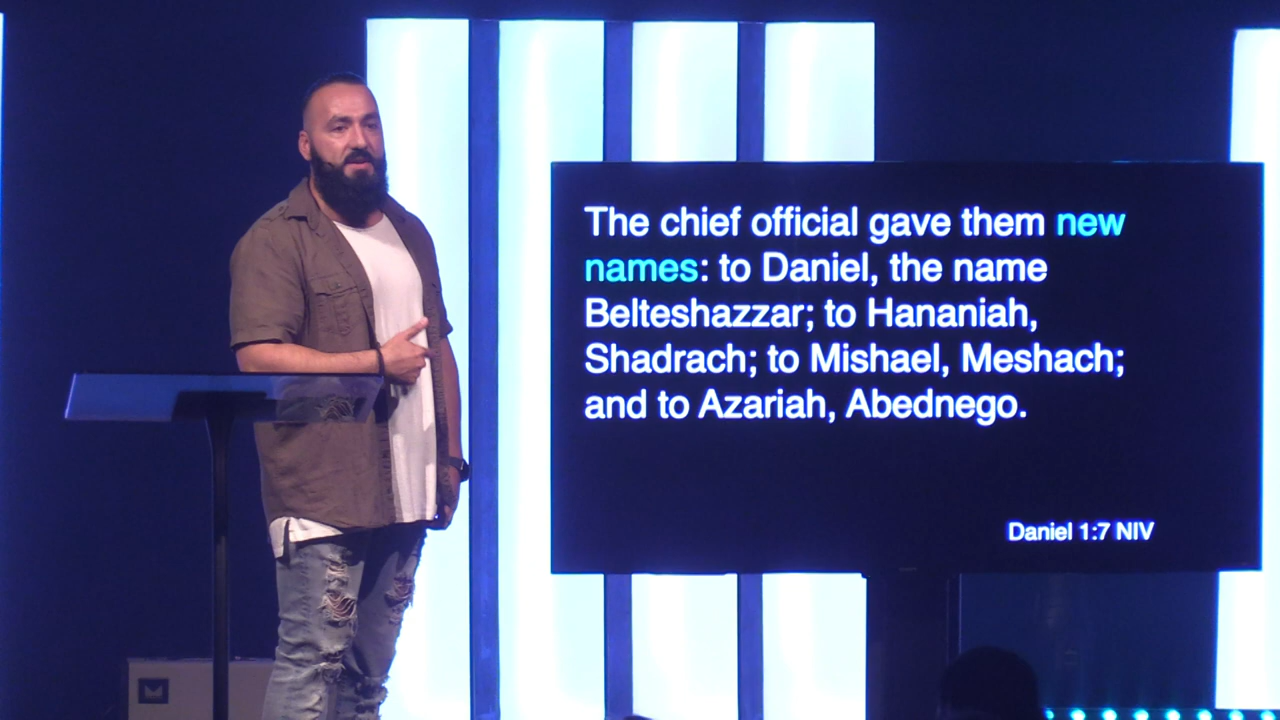 The chief official gave them new
names: to Daniel, the name
Belteshazzar; to Hananiah,
Shadrach; to Mishael, Meshach;
and to Azariah, Abednego.
Daniel 1:7 NIV